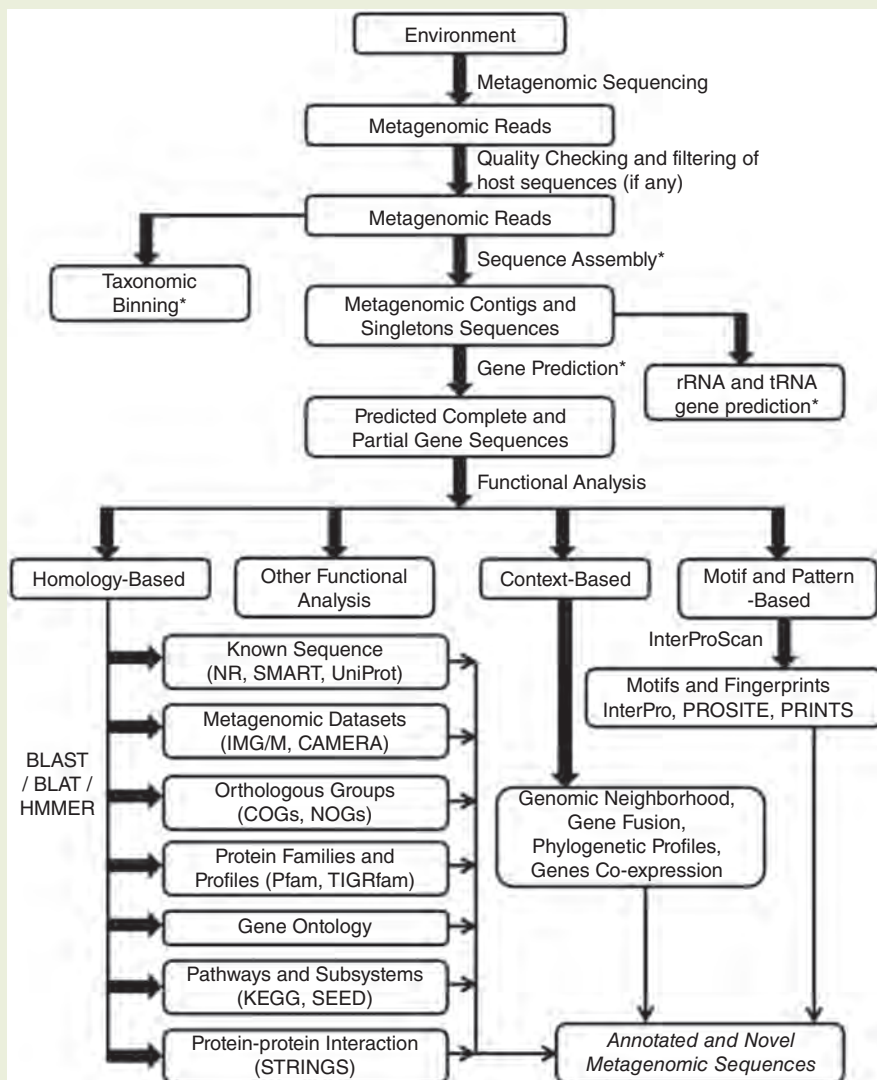 Environment
Metagenomic Sequencing
Metagenomic Reads
Quality Checking and filtering of
host sequences (if any)
Metagenomic Reads
Sequence Assembly*
Taxonomic
Binning*
Metagenomic Contigs and
Singletons Sequences
Gene Prediction*
rRNA and tRNA
gene prediction*
Predicted Complete and
Partial Gene Sequences
Functional Analysis
Homology-Based
Other Functional
Analysis
Context-Based
Motif and Pattern
-Based
InterProScan
Motifs and Fingerprints
InterPro, PROSITE, PRINTS
BLAST
/ BLAT /
HMMER
Known Sequence
(NR, SMART, UniProt)
Metagenomic Datasets
(IMG/M, CAMERA)
Orthologous Groups
(COGs, NOGs)
Protein Families and
Profiles (Pfam, TIGRfam)
Gene Ontology
Pathways and Subsystems
(KEGG, SEED)
Protein-protein Interaction
(STRINGS)
Genomic Neighborhood,
Gene Fusion,
Phylogenetic Profiles,
Genes Co-expression
Annotated and Novel
Metagenomic Sequences